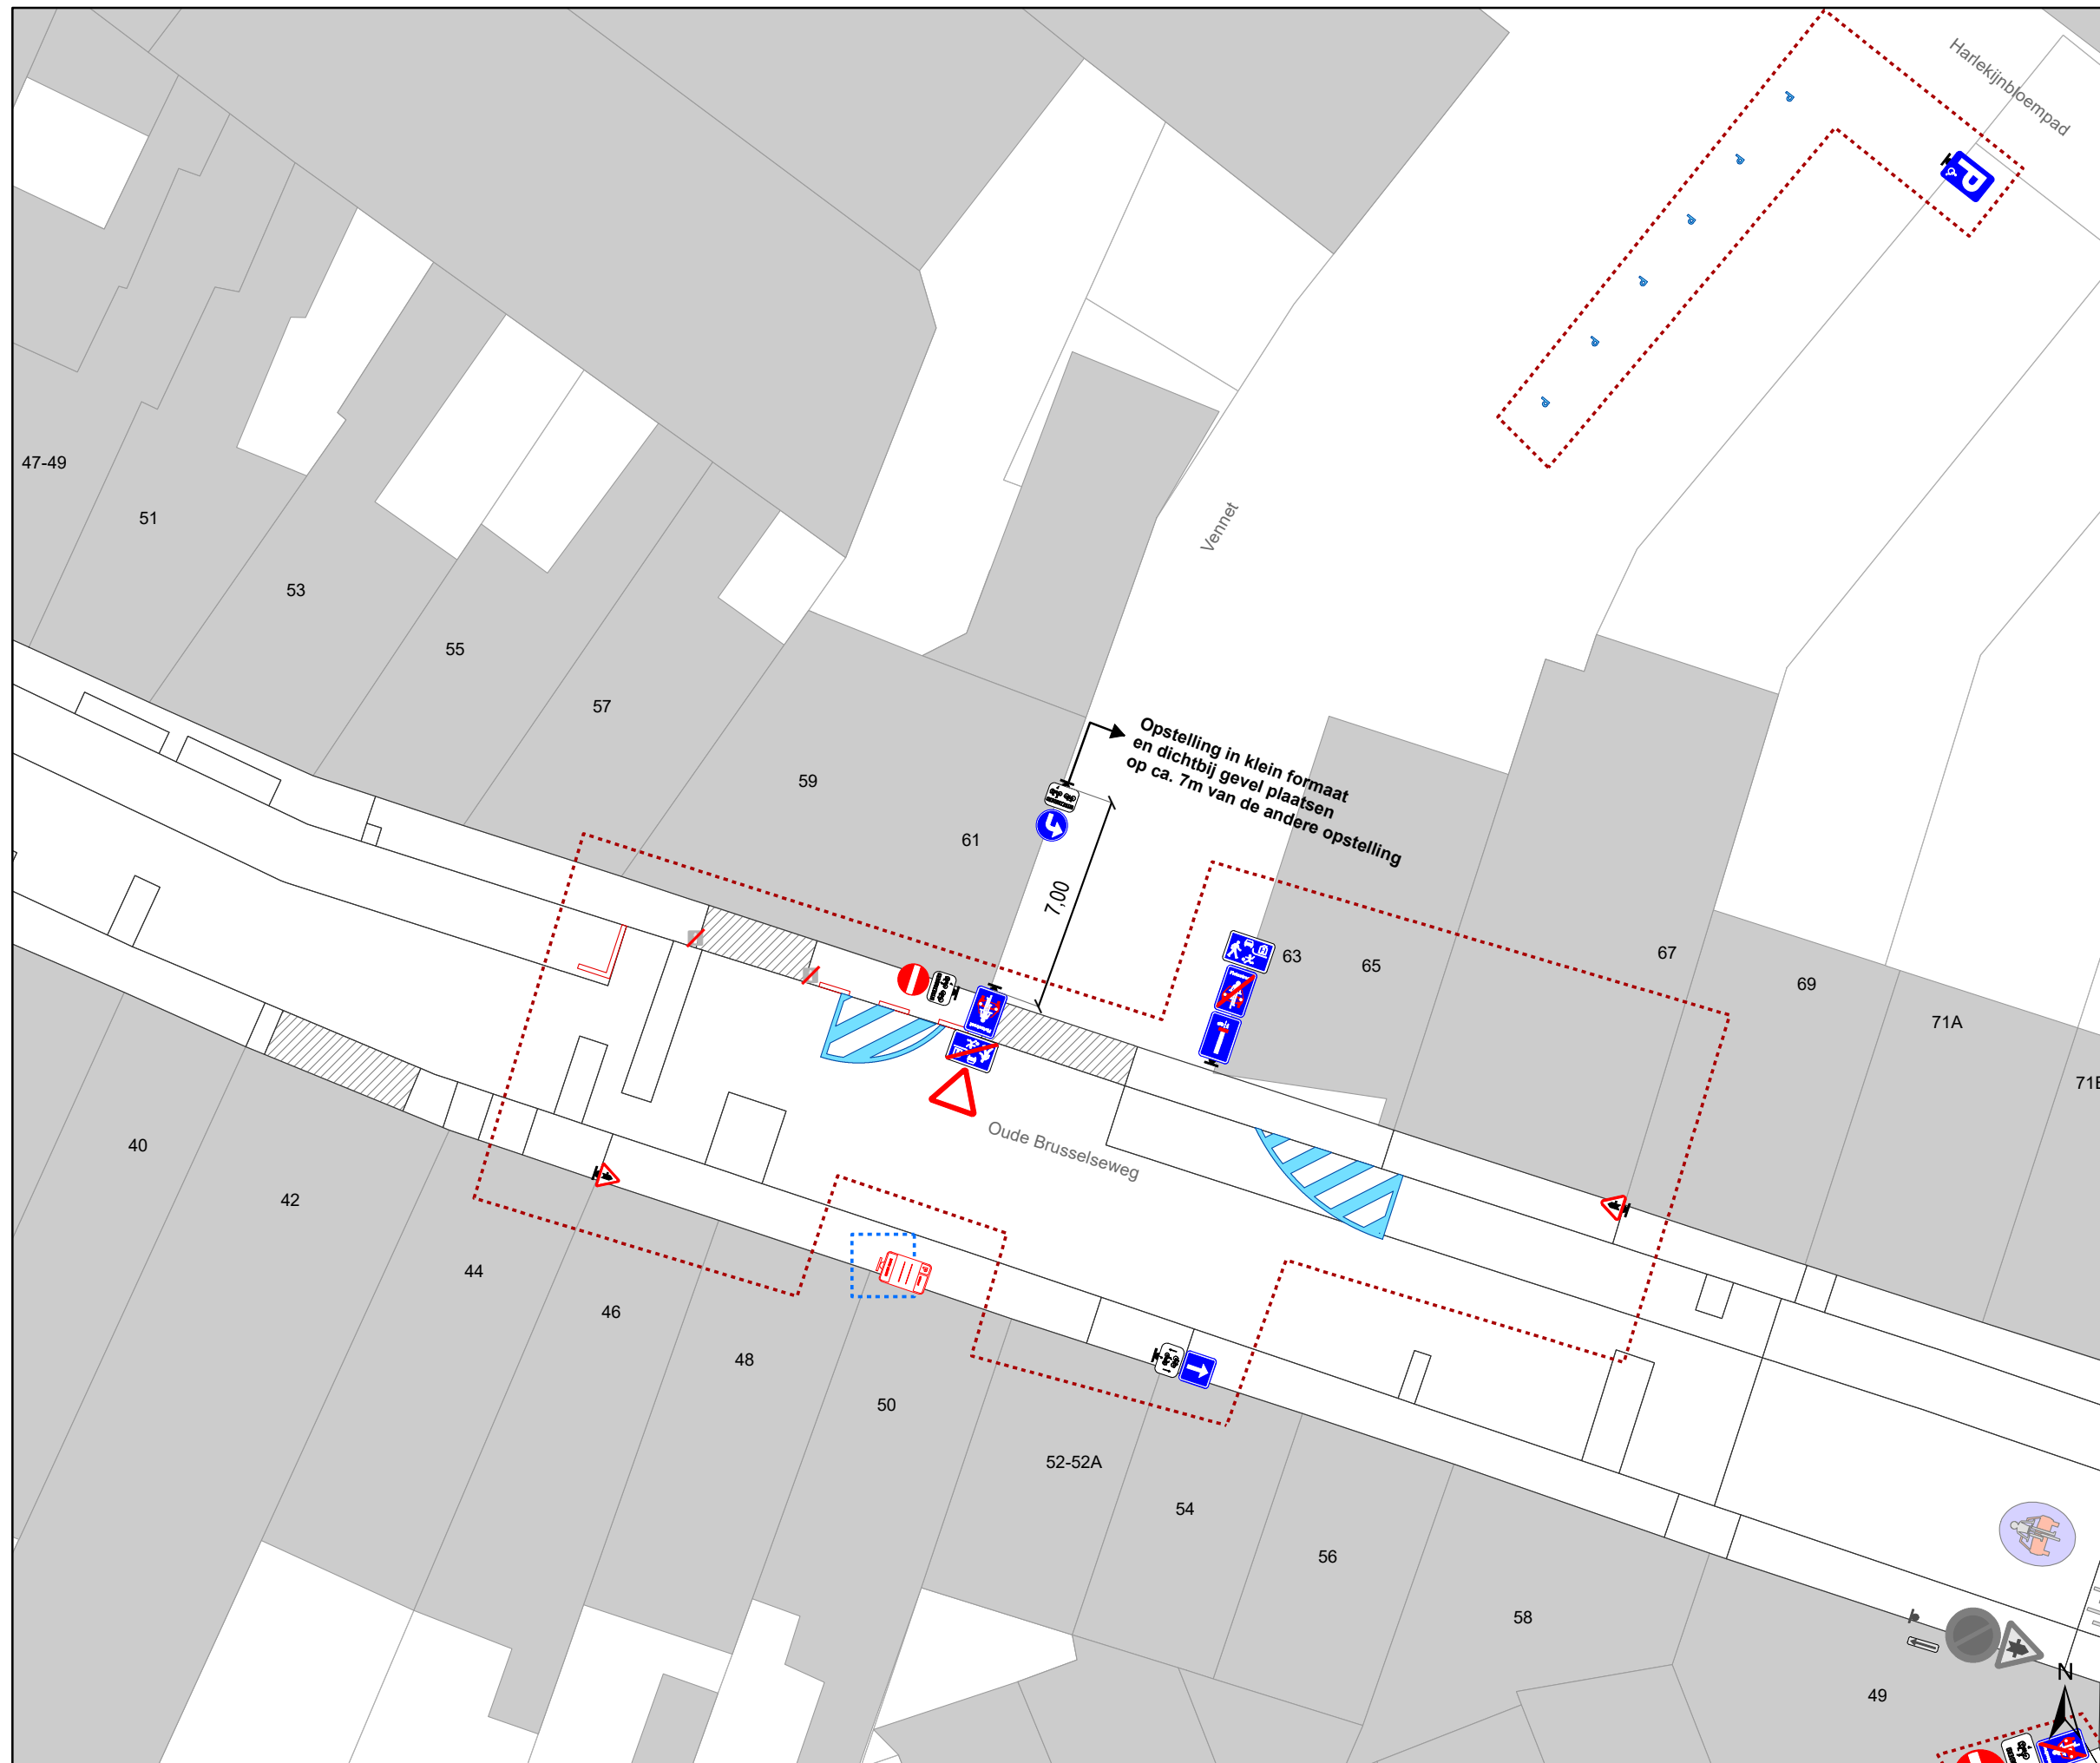 Harlekijnbloempad
P
47-49
51
53
55
57
59
61
Vennet
Opstelling in klein formaat
en dichtbij gevel plaatsen
op ca. 7m van de andere opstelling
7,00
63
65
67
69
71A
71B
Oude Brusselseweg
40
42
44
46
48
50
52-52A
54
56
58
49
N